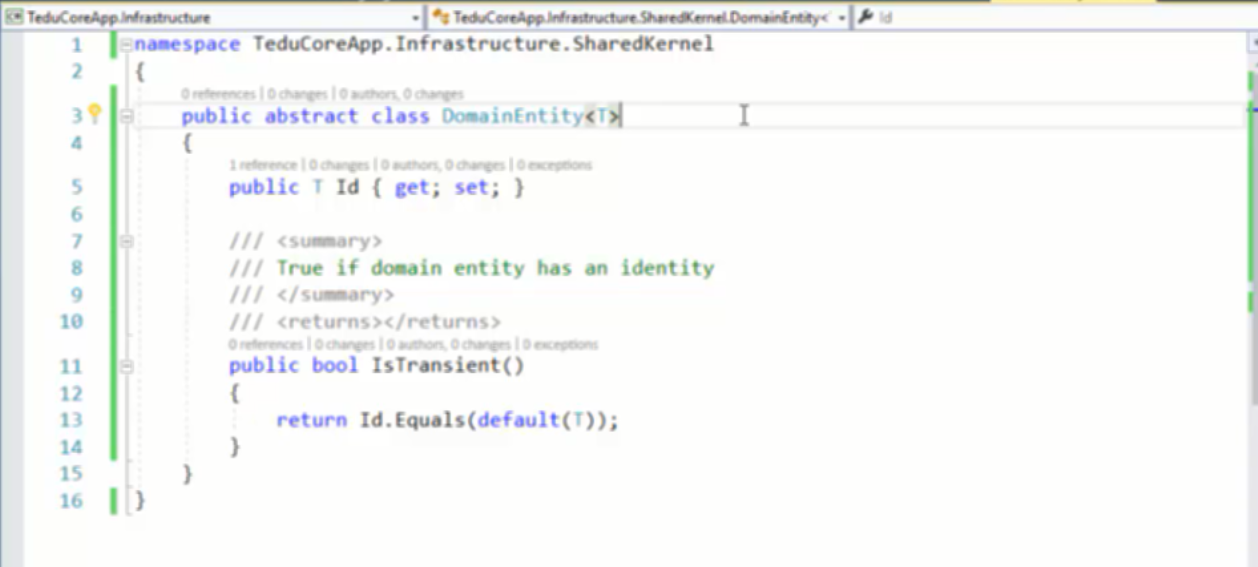 TeduCoreApp.Infrastructure TeduCoreApp.Infrastructure.SharedKernel.DomainEntity< Id
1 namespace TeduCoreApp.Infrastructure.SharedKernel
2 {
0 references | 0 changes | 0 authors, 0 changes
3 public abstract class DomainEntity<T>
4 {
1 reference | 0 changes | 0 authors, 0 changes | 0 exceptions
5 public T Id { get; set; }
6
7 /// <summary>
8 /// True if domain entity has an identity
9 /// </summary>
10 /// <returns></returns>
0 references | 0 changes | 0 authors, 0 changes | 0 exceptions
11 public bool IsTransient()
12 {
13 return Id.Equals(default(T));
14 }
15 }
16 }